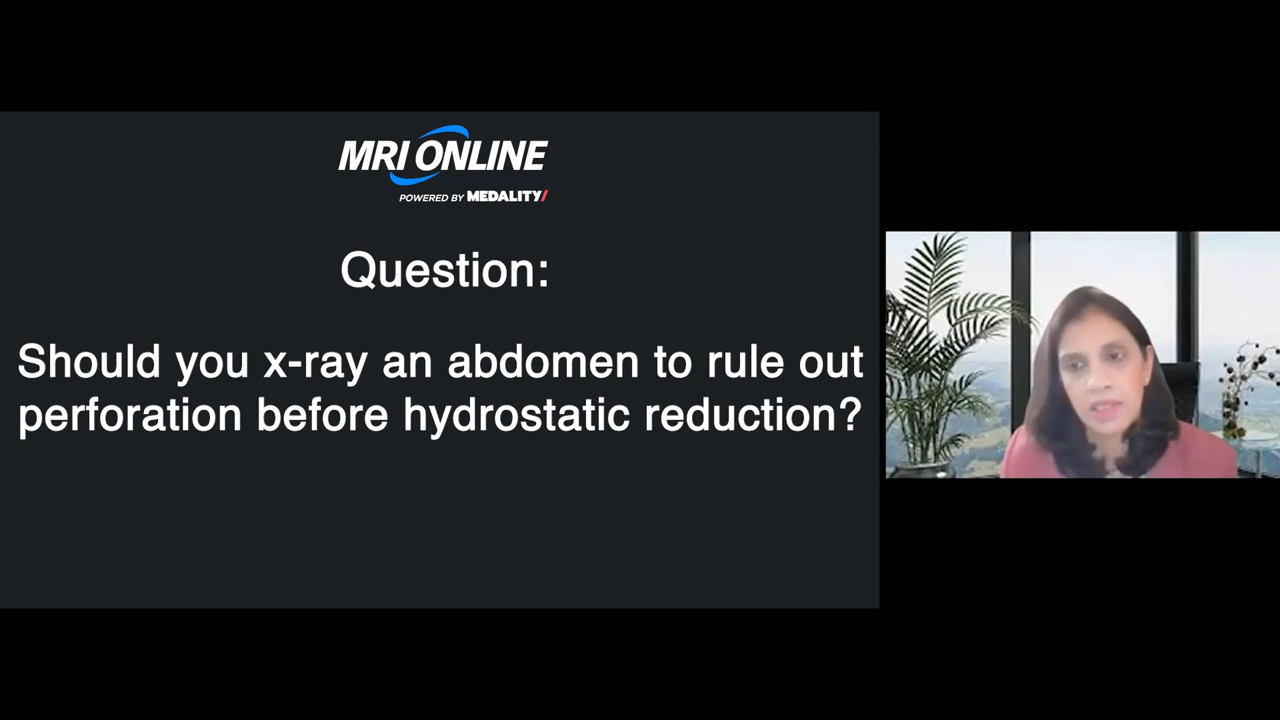 MRI ONLINE
POWERED BY MEDALITY/
Question:
Should you x-ray an abdomen to rule out
perforation before hydrostatic reduction?